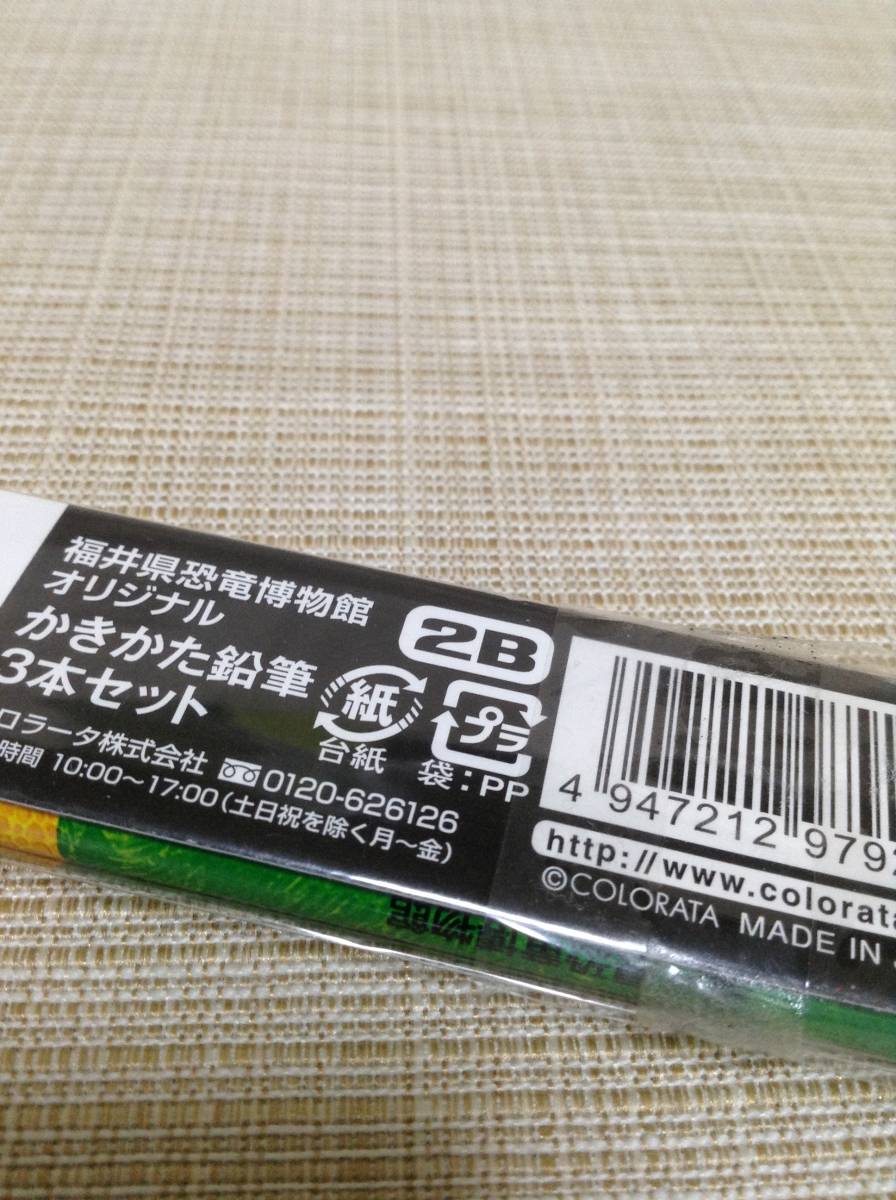 福井県恐竜博物館
オリジナル
かきかた鉛筆
3本セット
ロラータ株式会社 0120-626126
時間 10:00〜17:00(土日祝を除く月〜金)
2B
紙
台紙
プラ
袋:PP
4 947212 979
http://www.colorata
©COLORATA MADE IN
博物館